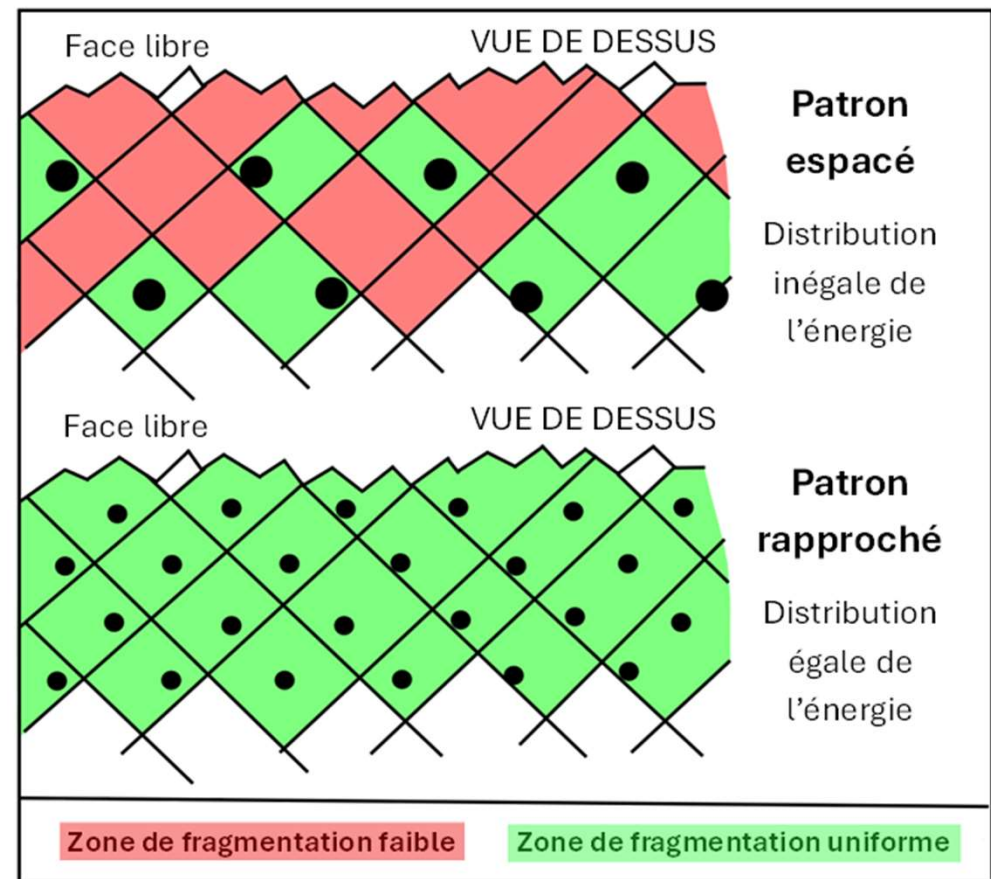 Face libre
VUE DE DESSUS
Patron
espacé
Distribution
inégale de
l'énergie
Face libre
VUE DE DESSUS
Patron
rapproché
Distribution
égale de
l'énergie
Zone de fragmentation faible
Zone de fragmentation uniforme